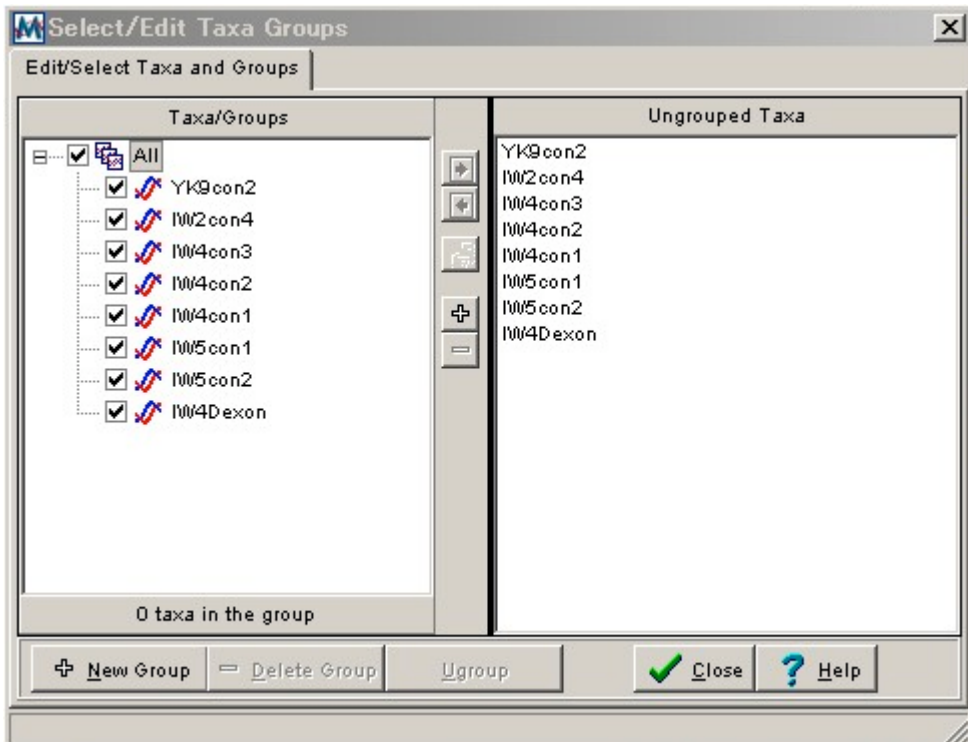 Select/Edit Taxa Groups
Edit/Select Taxa and Groups
Taxa/Groups
All
YK9con2
IW2con4
IW4con3
IW4con2
IW4con1
IW5con1
IW5con2
IW4Dexon
0 taxa in the group
Ungrouped Taxa
YK9con2
IW2con4
IW4con3
IW4con2
IW4con1
IW5con1
IW5con2
IW4Dexon
New Group
Delete Group
Ugroup
Close
? Help